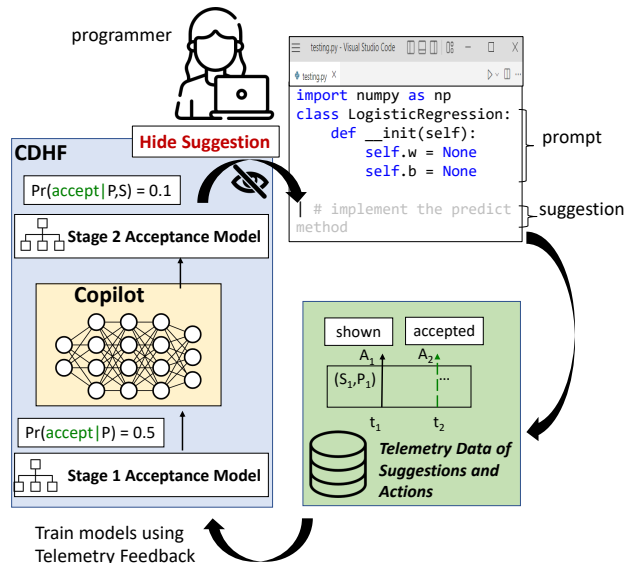 programmer
testing.py - Visual Studio Code
testing.py X
import numpy as np
class LogisticRegression:
def __init(self):
self.w = None
self.b = None
# implement the predict
method
prompt
suggestion
Hide Suggestion
CDHF
Pr(accept|P,S) = 0.1
Stage 2 Acceptance Model
Copilot
Pr(accept|P) = 0.5
Stage 1 Acceptance Model
shown
accepted
A1
A2
(S1,P1)
...
t1
t2
Telemetry Data of
Suggestions and
Actions
Train models using
Telemetry Feedback